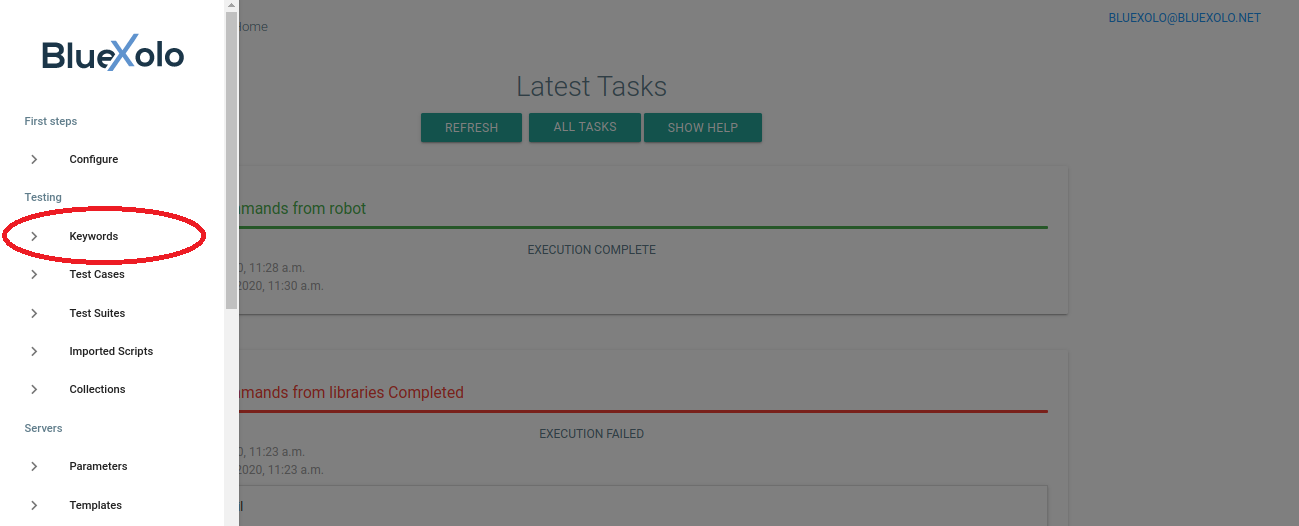 BlueXolo
First steps
Configure
Testing
Keywords
Test Cases
Test Suites
Imported Scripts
Collections
Servers
Parameters
Templates
Home
BLUEXOLO@BLUEXOLO.NET
Latest Tasks
REFRESH
ALL TASKS
SHOW HELP
mands from robot
EXECUTION COMPLETE
0, 11:28 a.m.
2020, 11:30 a.m.
mands from libraries Completed
EXECUTION FAILED
0, 11:23 a.m.
2020, 11:23 a.m.